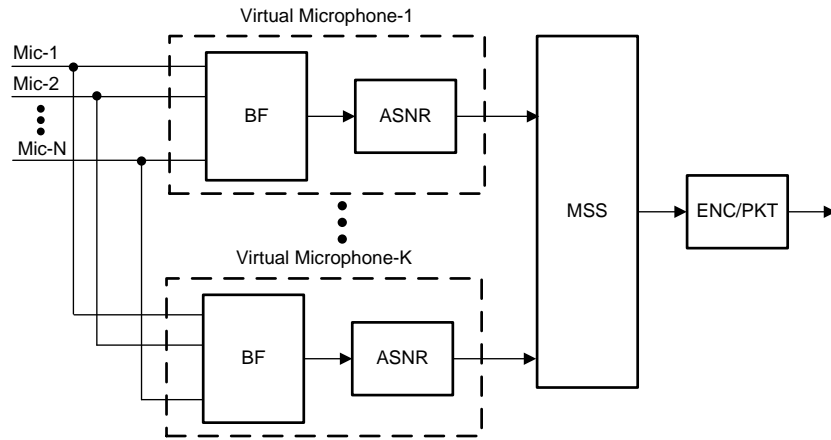 Virtual Microphone-1
Mic-1
Mic-2
Mic-N
BF
ASNR
MSS
ENC/PKT
Virtual Microphone-K
BF
ASNR